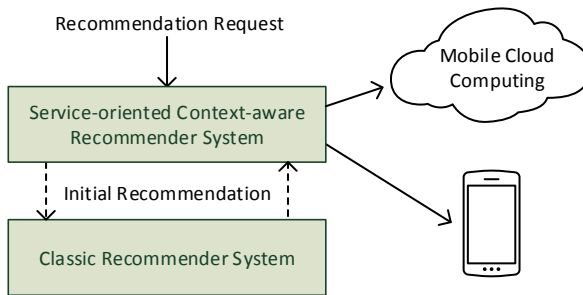 Recommendation Request
Mobile Cloud
Computing
Service-oriented Context-aware
Recommender System
Initial Recommendation
Classic Recommender System